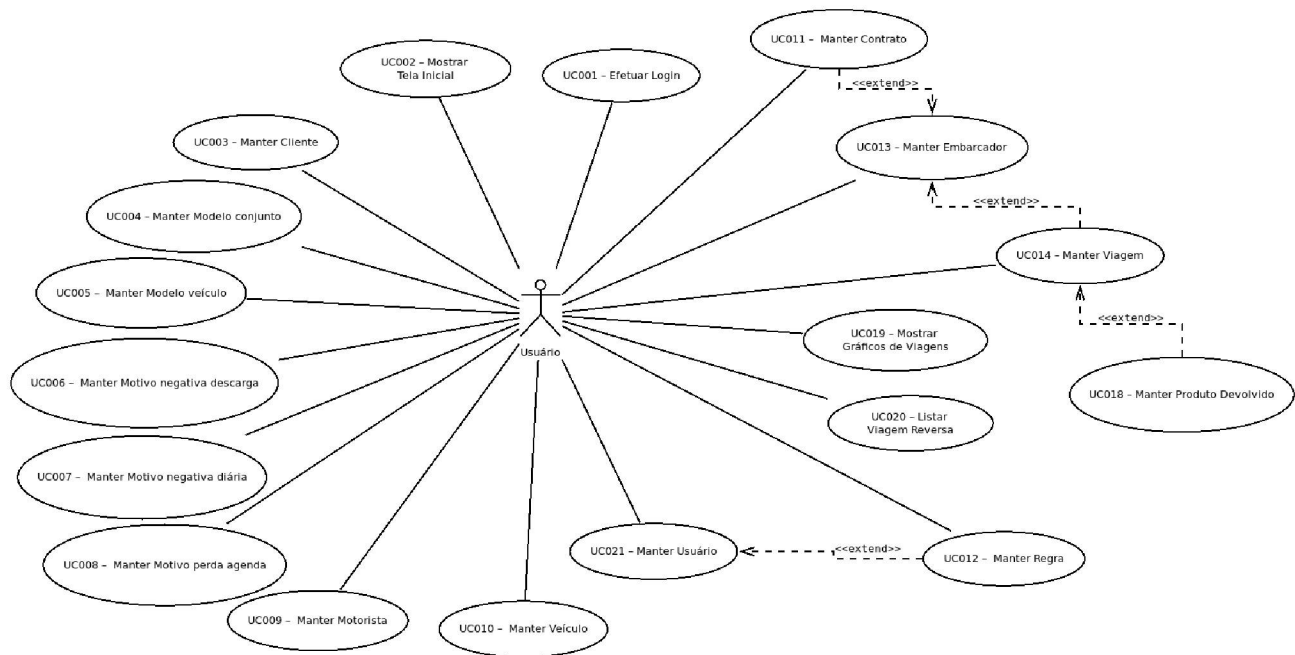 UC011 – Manter Contrato
UC002 – Mostrar
Tela Inicial
UC001 – Efetuar Login
<<extend>>
UC003 – Manter Cliente
UC013 – Manter Embarcador
<<extend>>
UC004 – Manter Modelo conjunto
UC014 – Manter Viagem
UC005 – Manter Modelo veículo
<<extend>>
UC019 – Mostrar
Gráficos de Viagens
Usuário
UC006 – Manter Motivo negativa descarga
UC018 – Manter Produto Devolvido
UC020 – Listar
Viagem Reversa
UC007 – Manter Motivo negativa diária
UC021 – Manter Usuário
<<extend>>
UC012 – Manter Regra
UC008 – Manter Motivo perda agenda
UC009 – Manter Motorista
UC010 – Manter Veículo